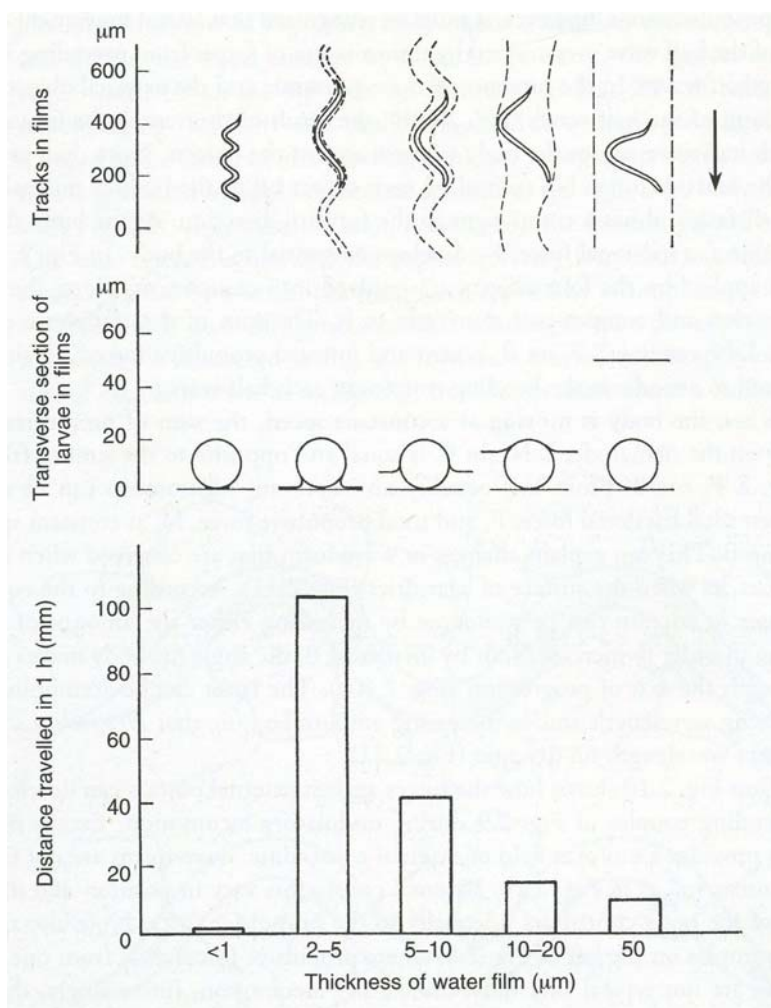 μm
600
400
200
0
Tracks in films
μm
60
40
20
0
Tranverse section of
larvae in films
100
80
60
40
20
0
Distance travelled in 1 h (mm)
<1 2–5 5–10 10–20 50
Thickness of water film (μm)